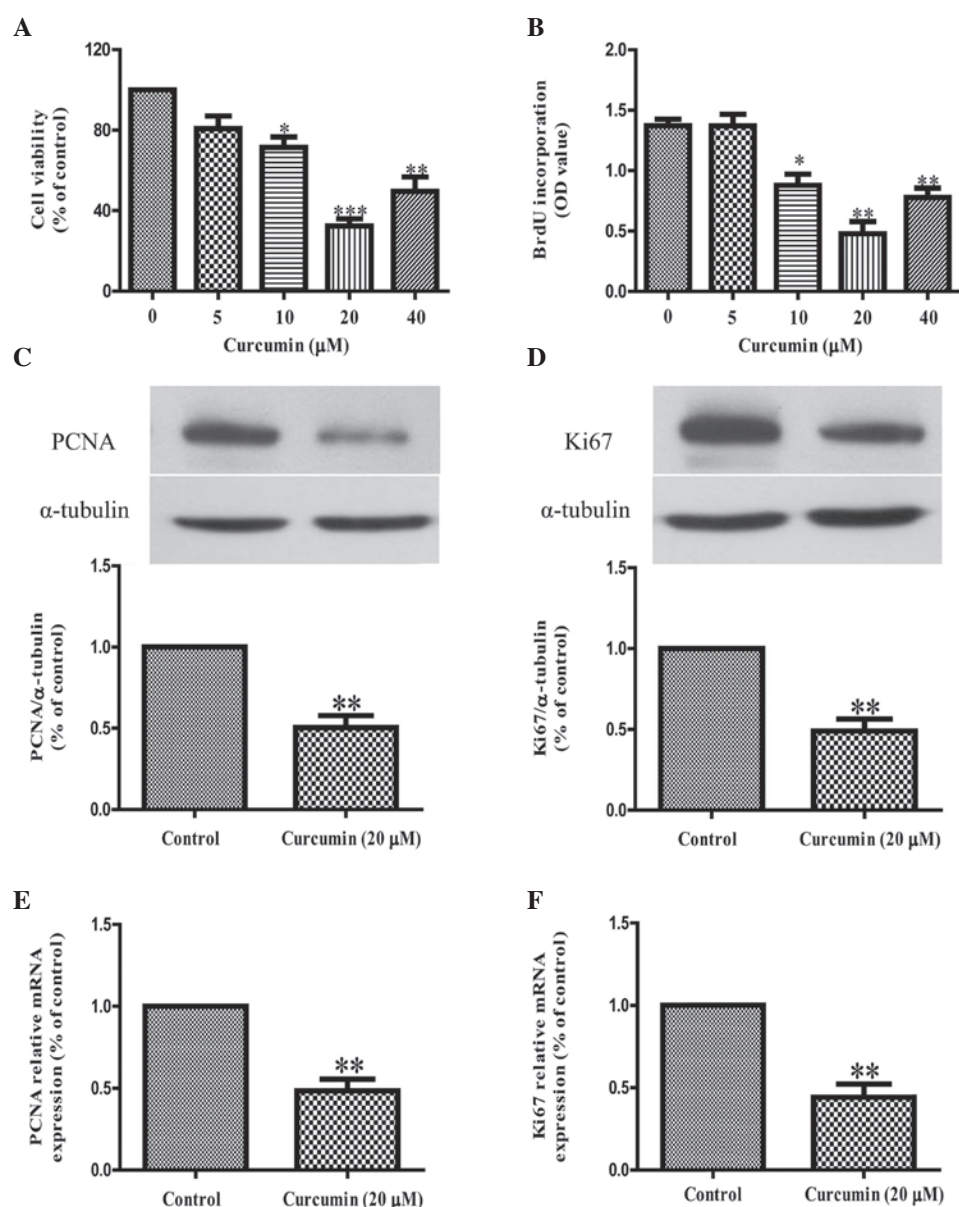 A
Cell viability
(% of control)
120
80
40
0
*
***
**
0 5 10 20 40
Curcumin (μM)
B
BrdU incorporation
(OD value)
2.0
1.5
1.0
0.5
0.0
*
**
**
0 5 10 20 40
Curcumin (μM)
C
PCNA
α-tubulin
PCNA/α-tubulin
(% of control)
1.5
1.0
0.5
0.0
**
Control Curcumin (20 μM)
D
Ki67
α-tubulin
Ki67/α-tubulin
(% of control)
1.5
1.0
0.5
0.0
**
Control Curcumin (20 μM)
E
PCNA relative mRNA
expression (% of control)
1.5
1.0
0.5
0.0
**
Control Curcumin (20 μM)
F
Ki67 relative mRNA
expression (% of control)
1.5
1.0
0.5
0.0
**
Control Curcumin (20 μM)